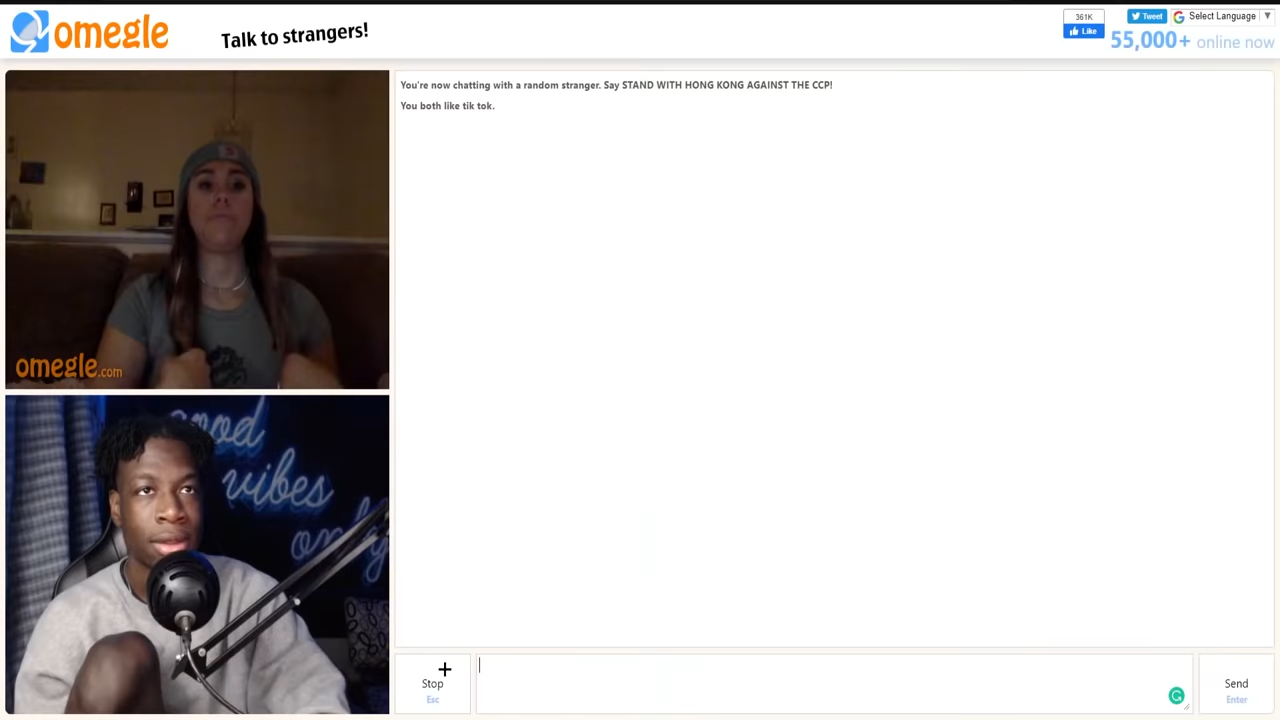 omegle
Talk to strangers!
361K
Like
Tweet
Select Language
55,000+ online now
You're now chatting with a random stranger. Say STAND WITH HONG KONG AGAINST THE CCP!
You both like tik tok.
omegle.com
good
vibes
only
Stop
Esc
Send
Enter